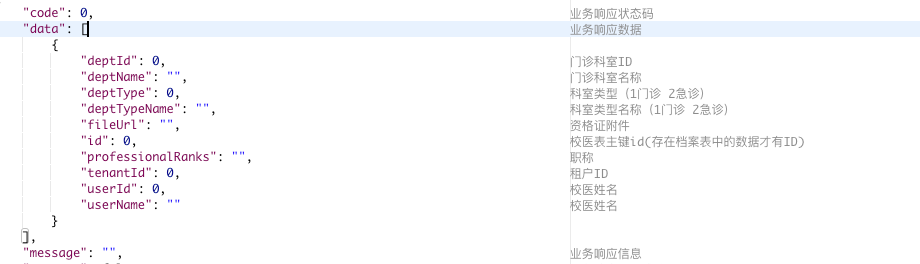 "code": 0, 业务响应状态码
"data": [ 业务响应数据
{
"deptId": 0, 门诊科室ID
"deptName": "", 门诊科室名称
"deptType": 0, 科室类型（1门诊 2急诊）
"deptTypeName": "", 科室类型名称（1门诊 2急诊）
"fileUrl": "", 资格证附件
"id": 0, 校医表主键id(存在档案表中的数据才有ID)
"professionalRanks": "", 职称
"tenantId": 0, 租户ID
"userId": 0, 校医姓名
"userName": "" 校医姓名
}
],
"message": "", 业务响应信息